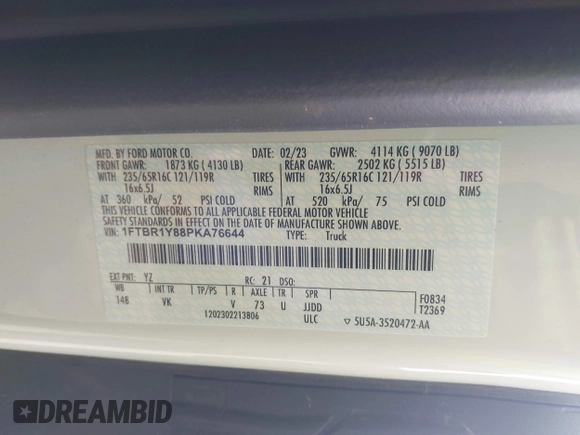 MFD. BY FORD MOTOR CO. DATE: 02/23 GVWR: 4114 KG ( 9070 LB)
FRONT GAWR: 1873 KG ( 4130 LB) REAR GAWR: 2502 KG ( 5515 LB)
WITH 235/65R16C 121/119R TIRES WITH 235/65R16C 121/119R TIRES
16x6.5J RIMS 16x6.5J RIMS
AT 360 kPa/ 52 PSI COLD AT 520 kPa/ 75 PSI COLD
THIS VEHICLE CONFORMS TO ALL APPLICABLE FEDERAL MOTOR VEHICLE
SAFETY STANDARDS IN EFFECT ON THE DATE OF MANUFACTURE SHOWN ABOVE.
VIN: 1FTBR1Y88PKA76644 TYPE: Truck
EXT PNT: YZ RC: 21 DSO:
WB INT TR TP/PS R AXLE TR SPR
148 VK V 73 U JJDD
1202302213806 ULC
F0834
T2369
▽ 5U5A-3520472-AA
DREAMBID